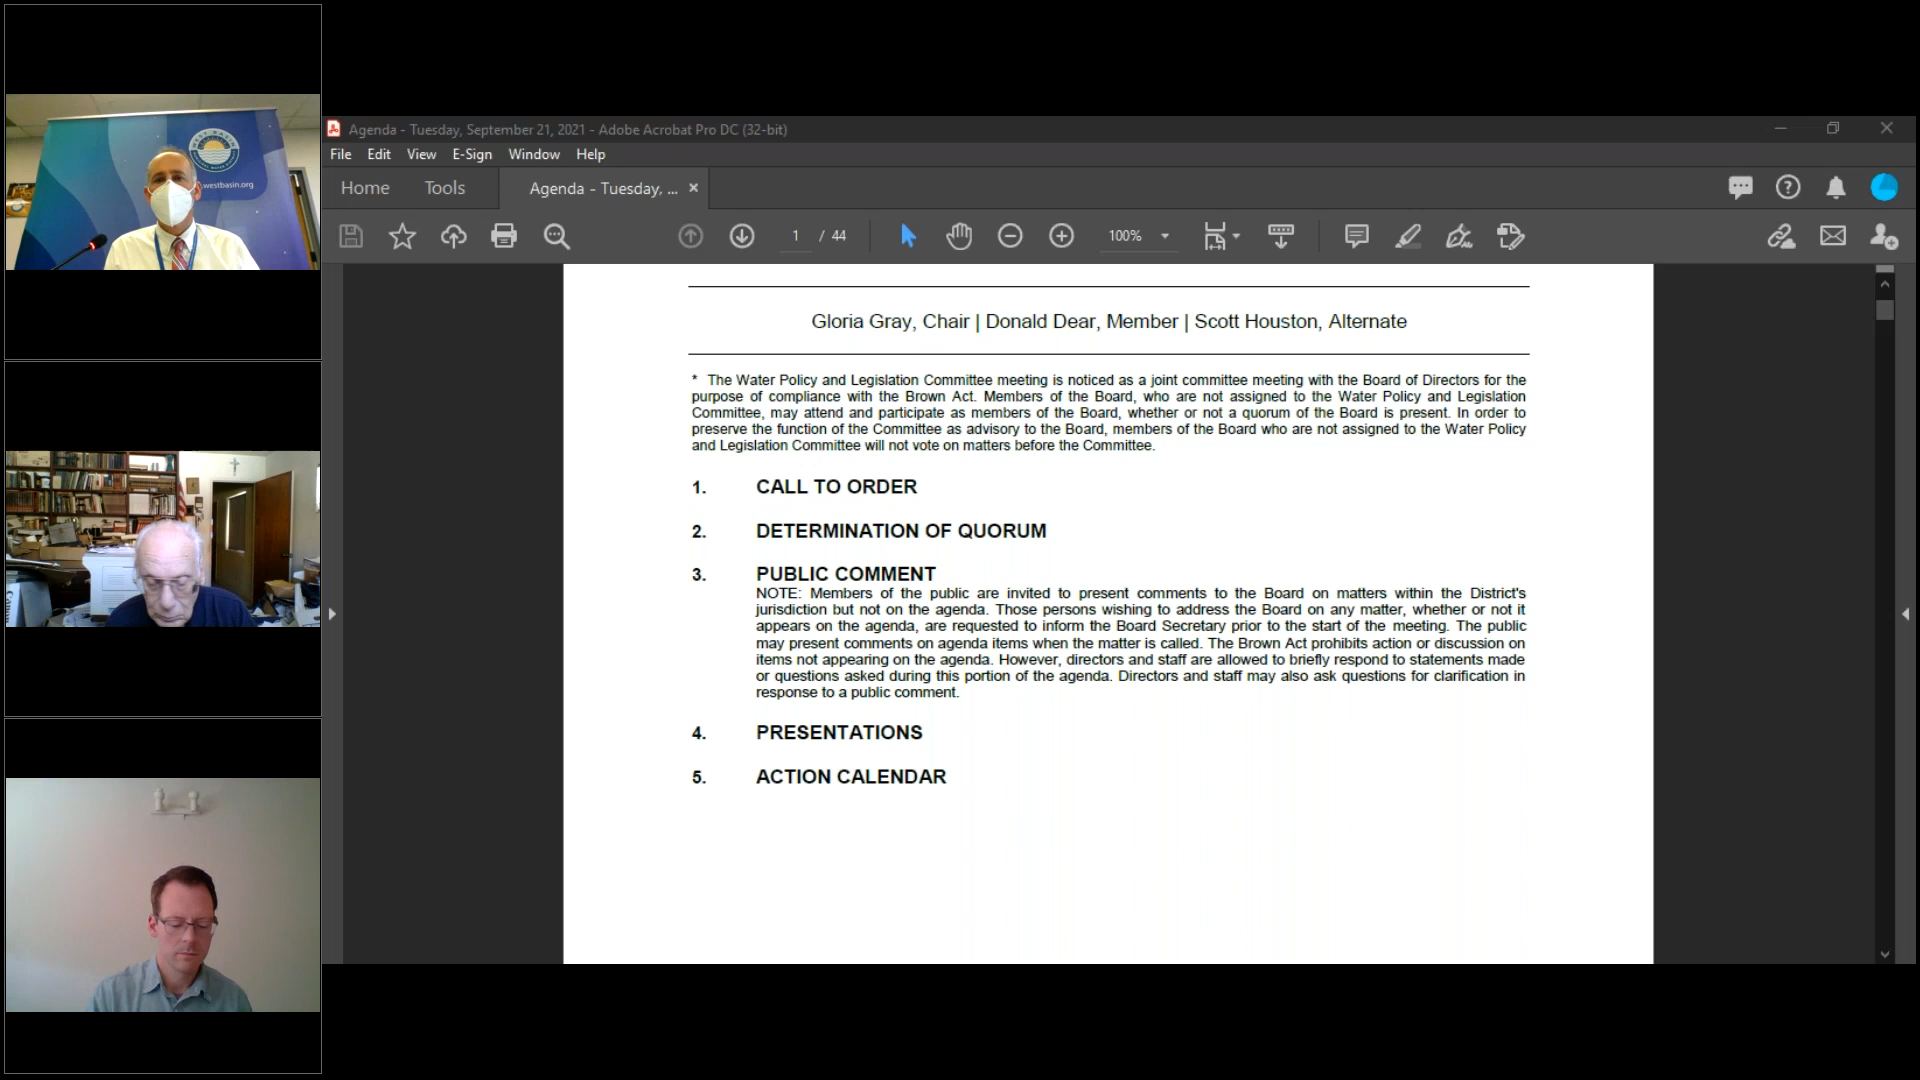 WEST BASIN
westbasin.org
Agenda - Tuesday, September 21, 2021 - Adobe Acrobat Pro DC (32-bit)
File Edit View E-Sign Window Help
Home Tools Agenda - Tuesday, ... ×
1 / 44 100%
Gloria Gray, Chair | Donald Dear, Member | Scott Houston, Alternate
* The Water Policy and Legislation Committee meeting is noticed as a joint committee meeting with the Board of Directors for the
purpose of compliance with the Brown Act. Members of the Board, who are not assigned to the Water Policy and Legislation
Committee, may attend and participate as members of the Board, whether or not a quorum of the Board is present. In order to
preserve the function of the Committee as advisory to the Board, members of the Board who are not assigned to the Water Policy
and Legislation Committee will not vote on matters before the Committee.
1. CALL TO ORDER
2. DETERMINATION OF QUORUM
3. PUBLIC COMMENT
NOTE: Members of the public are invited to present comments to the Board on matters within the District's
jurisdiction but not on the agenda. Those persons wishing to address the Board on any matter, whether or not it
appears on the agenda, are requested to inform the Board Secretary prior to the start of the meeting. The public
may present comments on agenda items when the matter is called. The Brown Act prohibits action or discussion on
items not appearing on the agenda. However, directors and staff are allowed to briefly respond to statements made
or questions asked during this portion of the agenda. Directors and staff may also ask questions for clarification in
response to a public comment.
4. PRESENTATIONS
5. ACTION CALENDAR